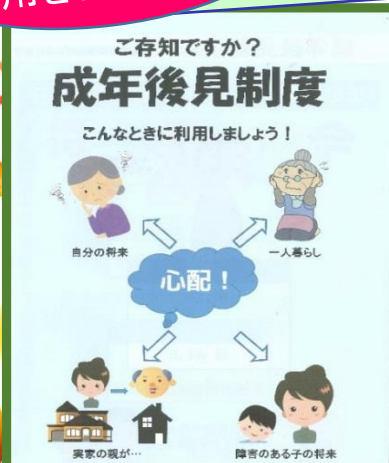 ご存知ですか？
成年後見制度
こんなときに利用しましょう！
自分の将来
一人暮らし
心配！
実家の親が…
障害のある子の将来